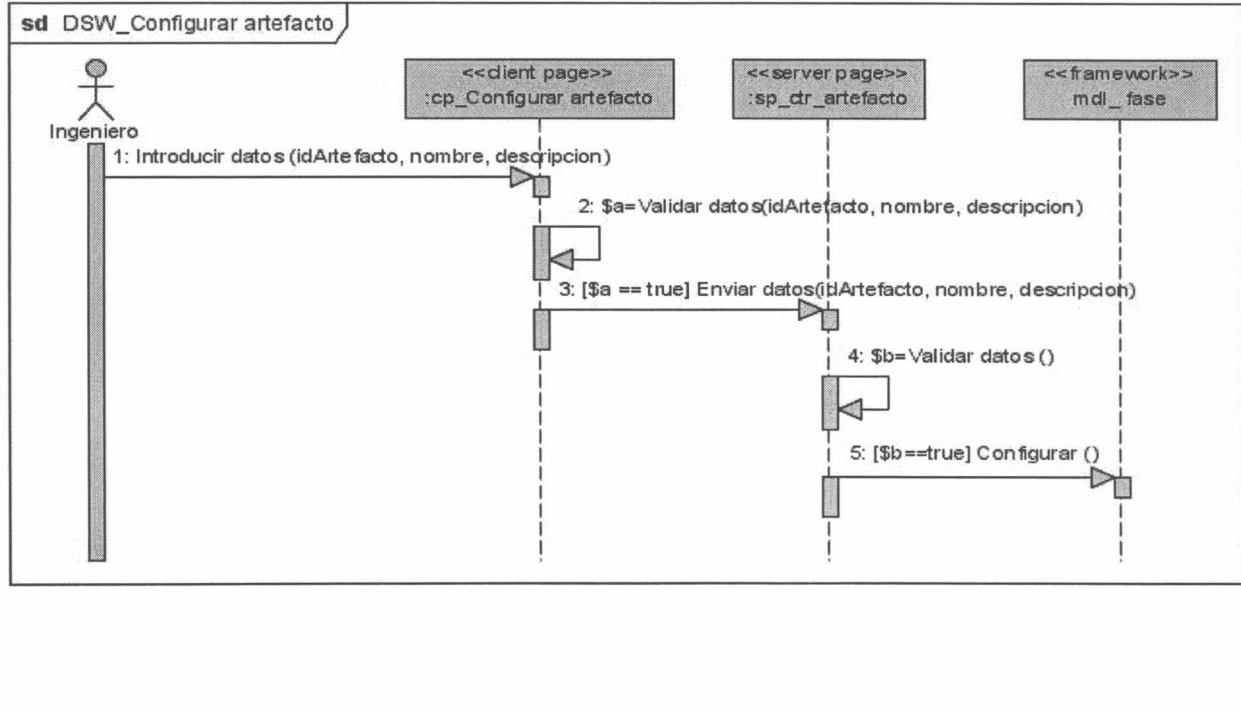 sd DSW_Configurar artefacto
Ingeniero
<<client page>>
:cp_Configurar artefacto
<<server page>>
:sp_ctr_artefacto
<<framework>>
mdl_fase
1: Introducir datos (idArtefacto, nombre, descripcion)
2: $a=Validar datos(idArtefacto, nombre, descripcion)
3: [$a == true] Enviar datos(idArtefacto, nombre, descripcion)
4: $b=Validar datos ()
5: [$b==true] Configurar ()